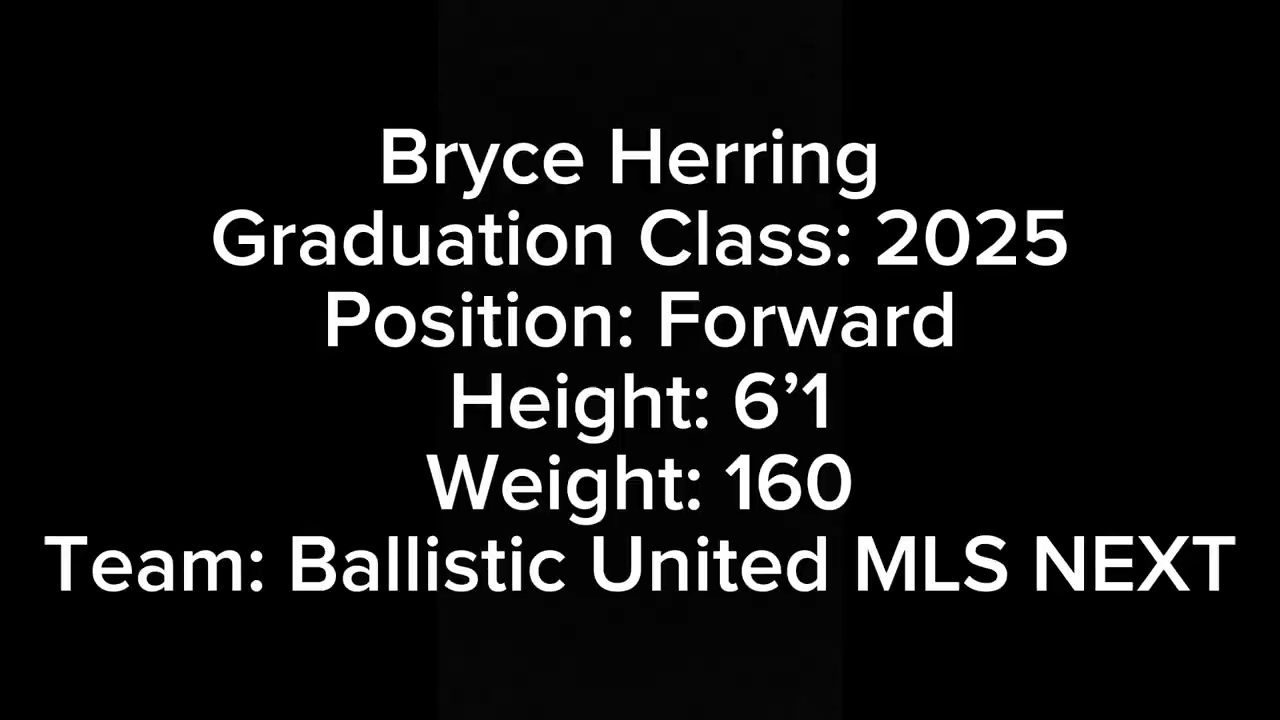 Bryce Herring
Graduation Class: 2025
Position: Forward
Height: 6’1
Weight: 160
Team: Ballistic United MLS NEXT